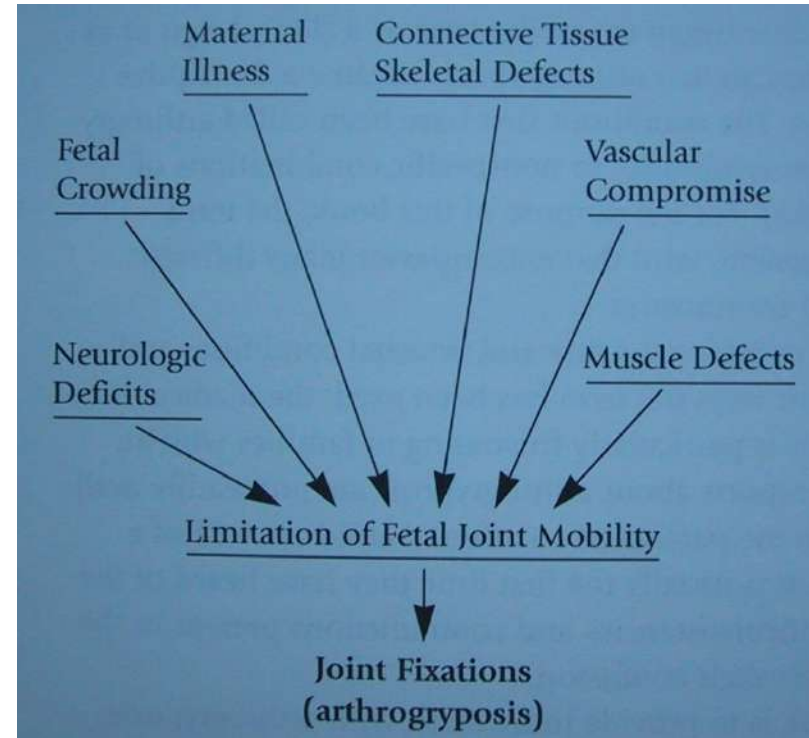 Maternal
Illness
Connective Tissue
Skeletal Defects
Fetal
Crowding
Vascular
Compromise
Neurologic
Deficits
Muscle Defects
Limitation of Fetal Joint Mobility
Joint Fixations
(arthrogryposis)